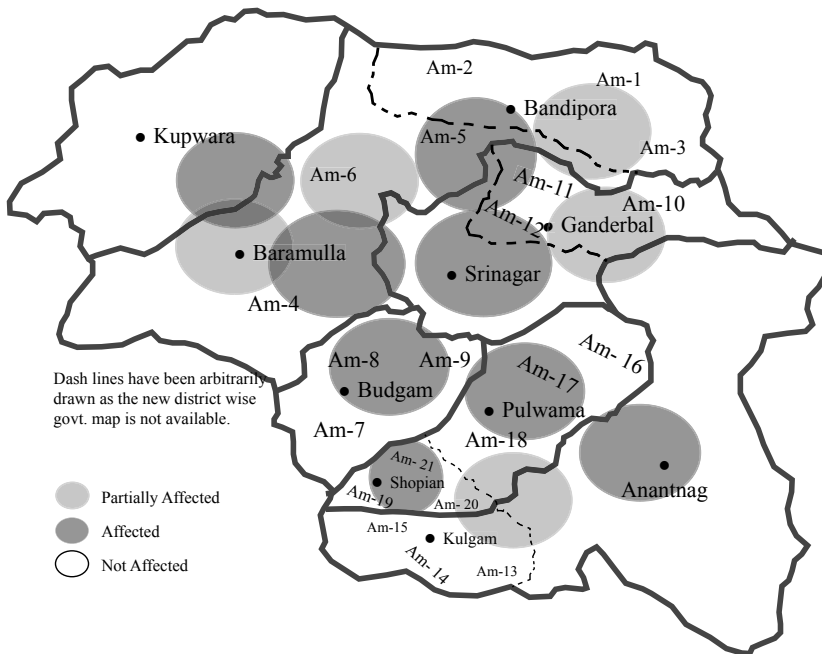 Am-2
Am-1
Bandipora
Kupwara
Am-5
Am-3
Am-6
Am-11
Am-10
Am-12
Ganderbal
Baramulla
Srinagar
Am-4
Am-8
Am-9
Am- 16
Dash lines have been arbitrarily
drawn as the new district wise
govt. map is not available.
Budgam
Am-17
Pulwama
Am-7
Am-18
Am- 21
Shopian
Anantnag
Partially Affected
Am-19
Am- 20
Affected
Am-15
Kulgam
Not Affected
Am- 14
Am-13